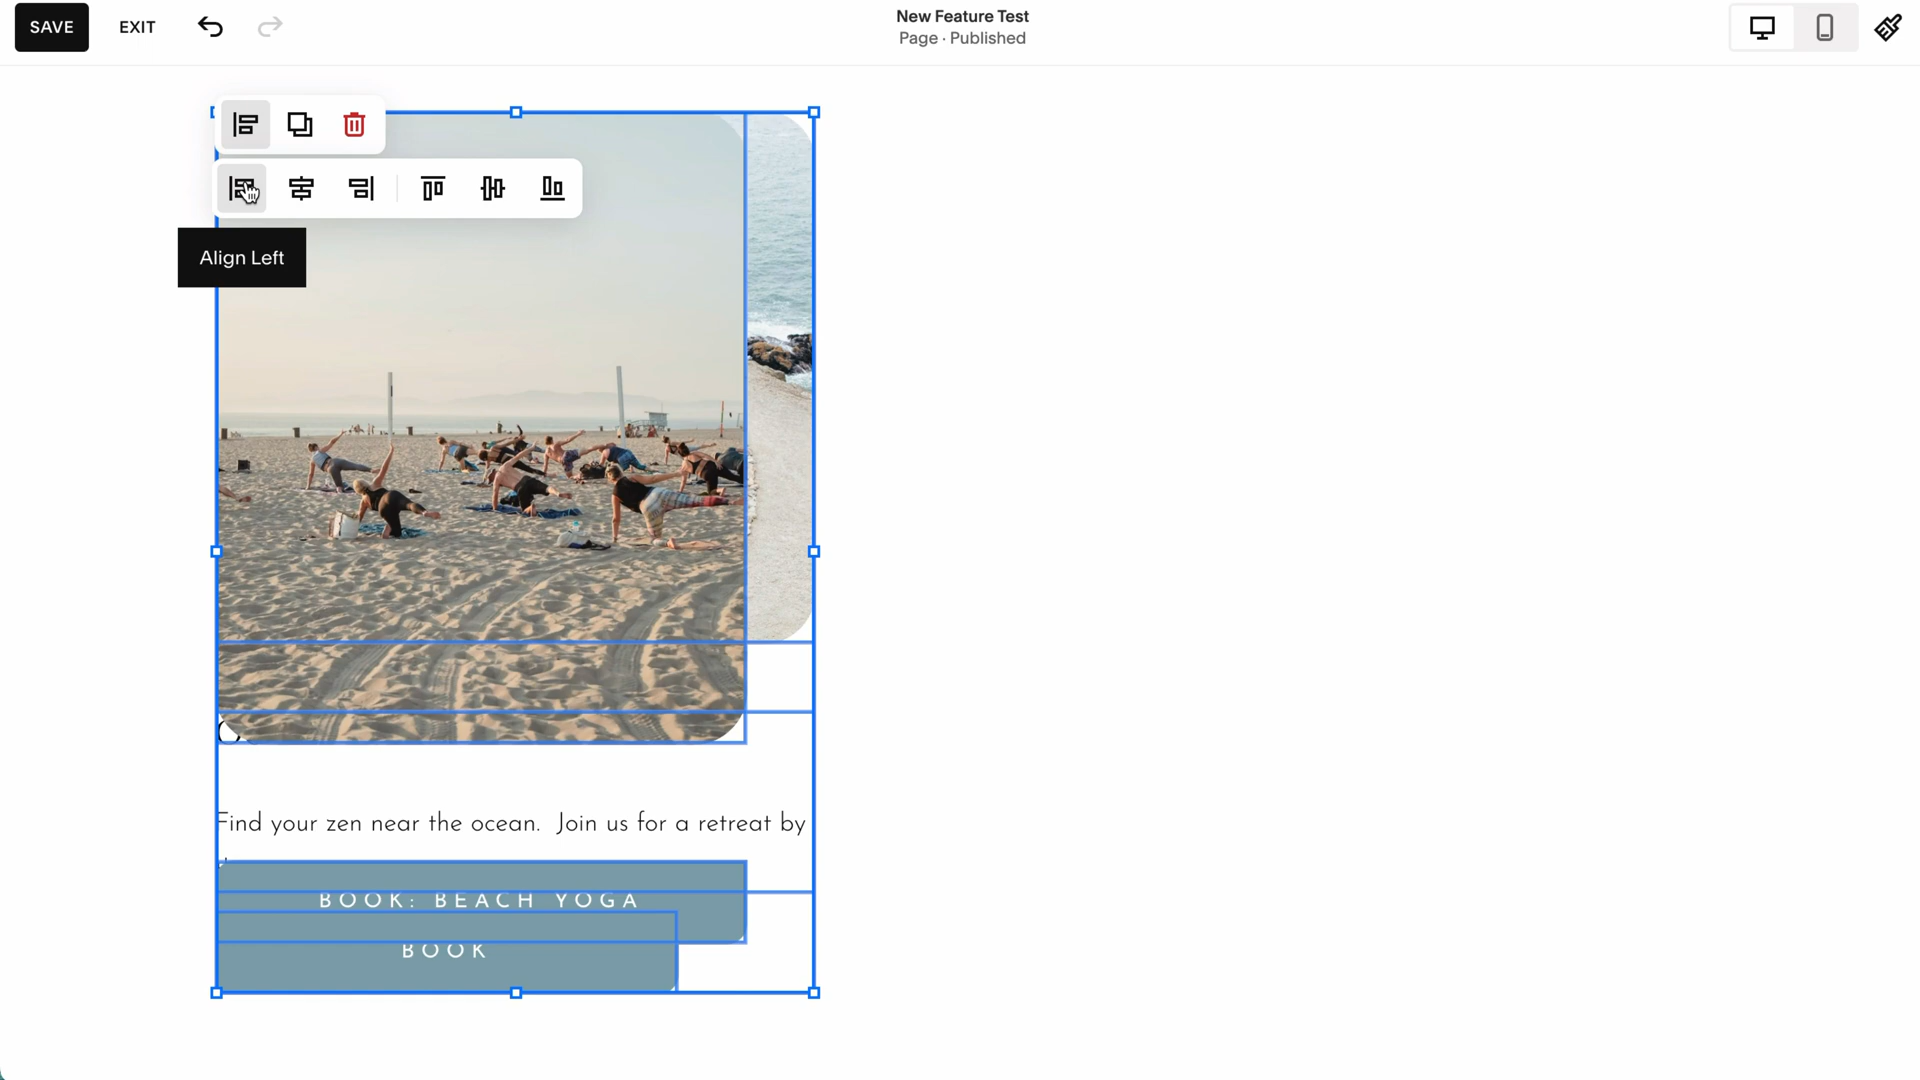 SAVE
EXIT
New Feature Test
Page · Published
Align Left
Find your zen near the ocean. Join us for a retreat by
BOOK: BEACH YOGA
BOOK